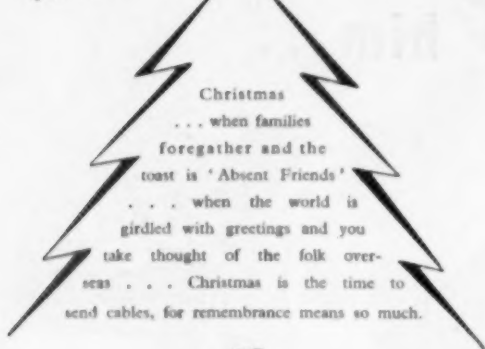 Christmas
. . . when families
foregather and the
toast is ‘Absent Friends’
. . . when the world is
girdled with greetings and you
take thought of the folk over-
seas . . . Christmas is the time to
send cables, for remembrance means so much.